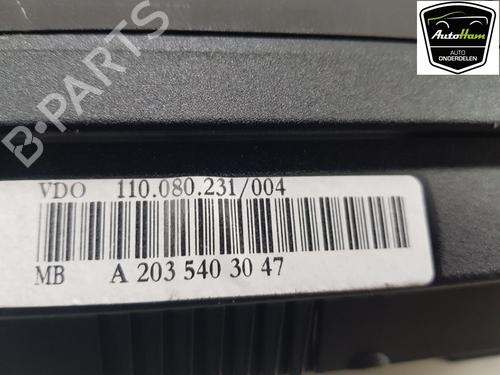 AutoHam
AUTO
ONDERDELEN
B-PARTS
VDO 110.080.231/004
MB A 203 540 30 47